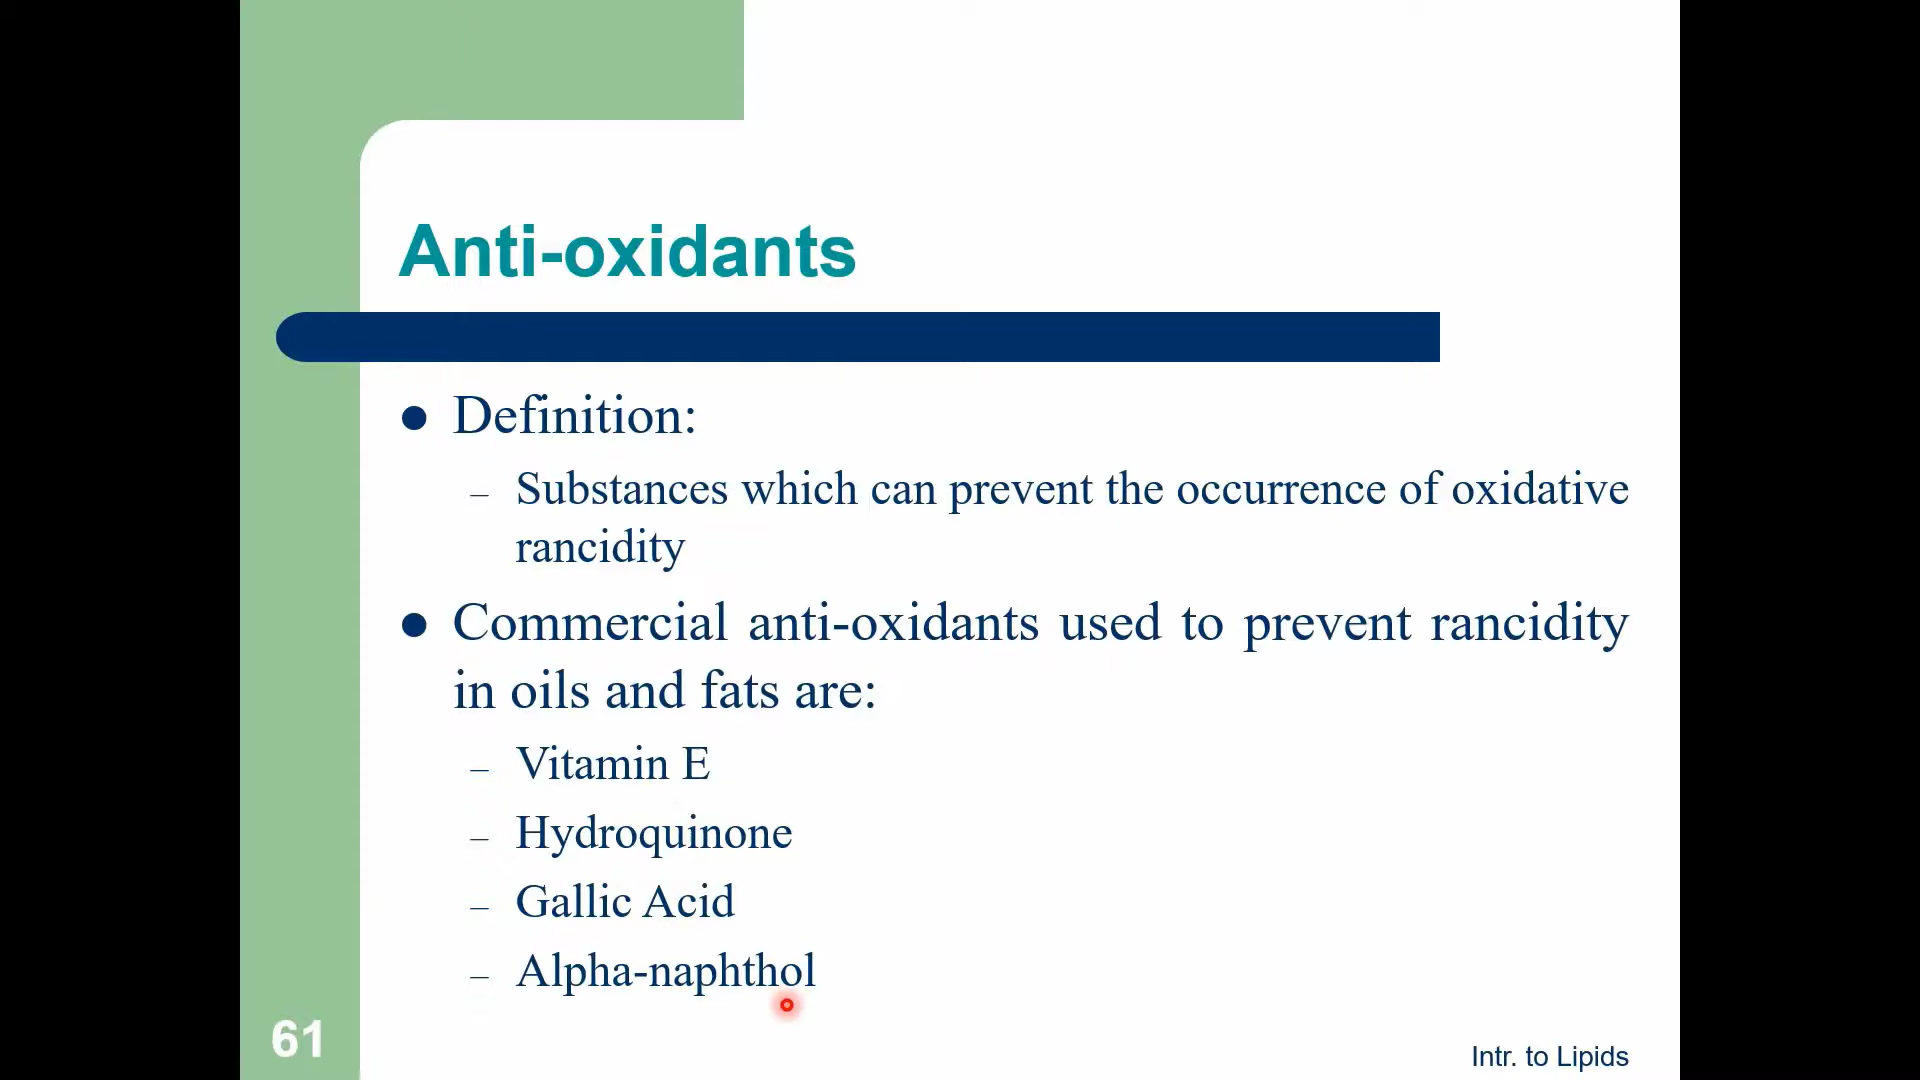 Anti-oxidants
● Definition:
– Substances which can prevent the occurrence of oxidative
rancidity
● Commercial anti-oxidants used to prevent rancidity
in oils and fats are:
– Vitamin E
– Hydroquinone
– Gallic Acid
– Alpha-naphthol
61
Intr. to Lipids